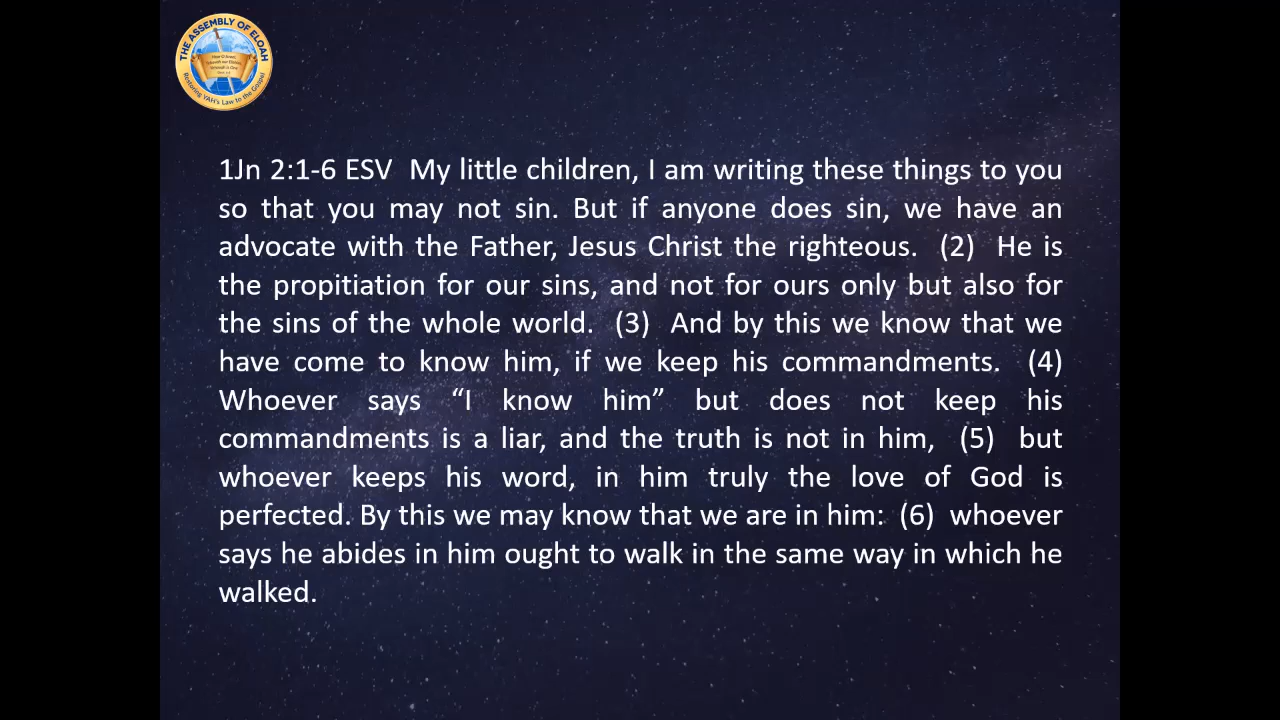 THE ASSEMBLY OF ELOAH
Restoring YAH's Law to the Gospel
1Jn 2:1-6 ESV  My little children, I am writing these things to you
so that you may not sin. But if anyone does sin, we have an
advocate with the Father, Jesus Christ the righteous.  (2)  He is
the propitiation for our sins, and not for ours only but also for
the sins of the whole world.  (3)  And by this we know that we
have come to know him, if we keep his commandments.  (4)
Whoever says “I know him” but does not keep his
commandments is a liar, and the truth is not in him,  (5)  but
whoever keeps his word, in him truly the love of God is
perfected. By this we may know that we are in him:  (6)  whoever
says he abides in him ought to walk in the same way in which he
walked.